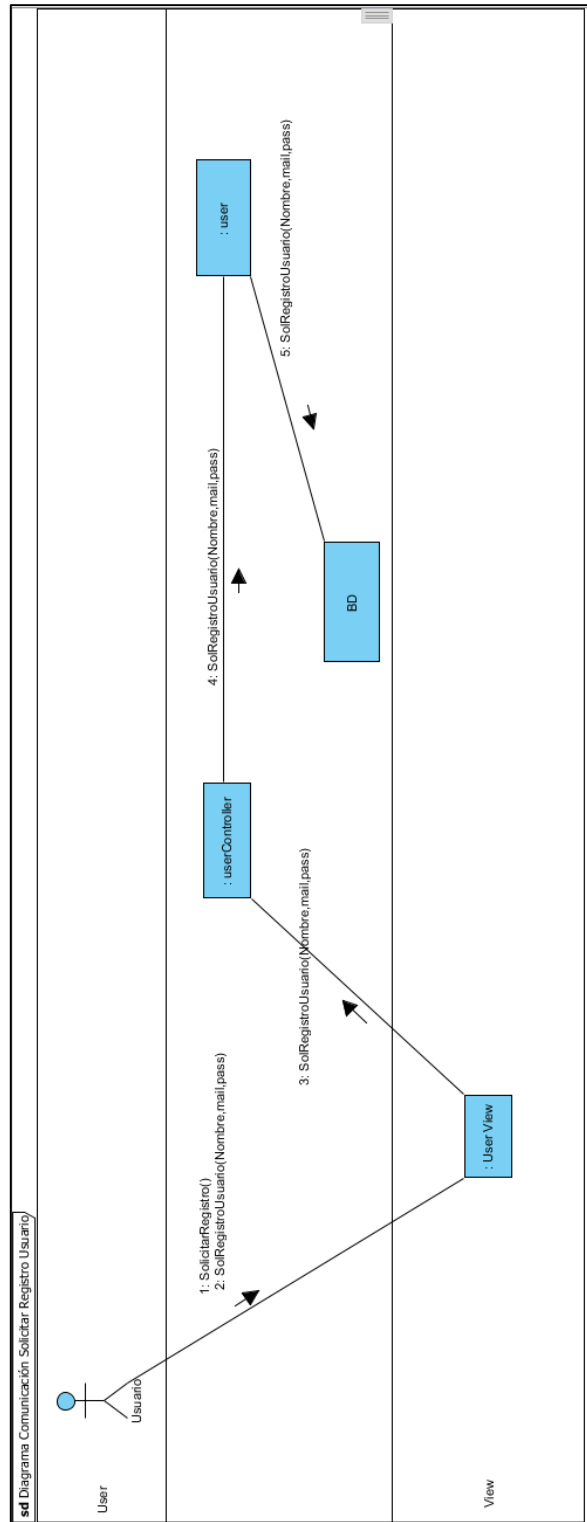 sd Diagrama Comunicación Solicitar Registro Usuario
User
Usuario
1: SolicitarRegistro()
2: SolRegistroUsuario(Nombre,mail,pass)
: userController
4: SolRegistroUsuario(Nombre,mail,pass)
: user
3: SolRegistroUsuario(Nombre,mail,pass)
BD
5: SolRegistroUsuario(Nombre,mail,pass)
View
: User View